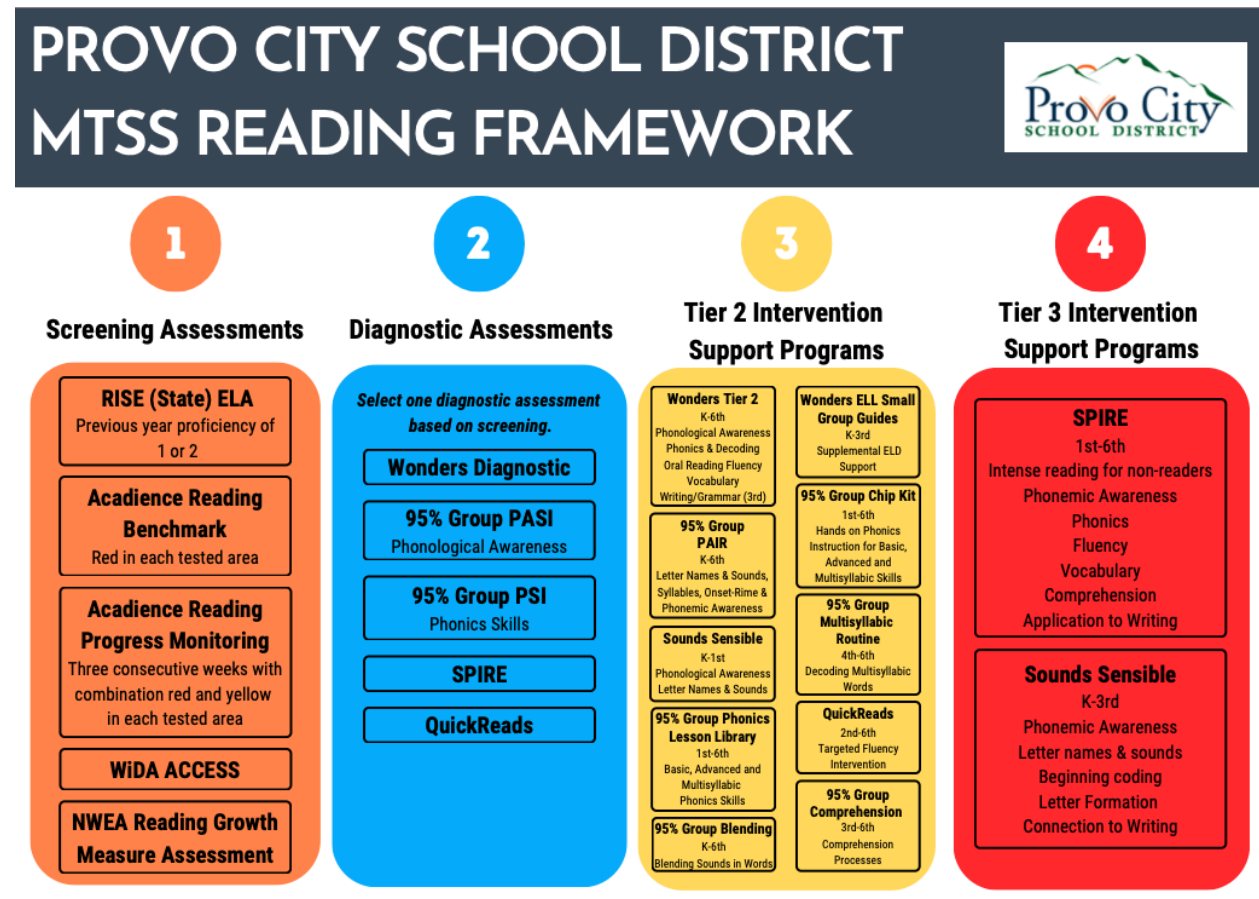 PROVO CITY SCHOOL DISTRICT
MTSS READING FRAMEWORK
Provo City
SCHOOL DISTRICT
1
Screening Assessments
RISE (State) ELA
Previous year proficiency of
1 or 2
Acadience Reading
Benchmark
Red in each tested area
Acadience Reading
Progress Monitoring
Three consecutive weeks with
combination red and yellow
in each tested area
WiDA ACCESS
NWEA Reading Growth
Measure Assessment
2
Diagnostic Assessments
Select one diagnostic assessment
based on screening.
Wonders Diagnostic
95% Group PASI
Phonological Awareness
95% Group PSI
Phonics Skills
SPIRE
QuickReads
3
Tier 2 Intervention
Support Programs
Wonders Tier 2
K-6th
Phonological Awareness
Phonics & Decoding
Oral Reading Fluency
Vocabulary
Writing/Grammar (3rd)
95% Group
PAIR
K-6th
Letter Names & Sounds,
Syllables, Onset-Rime &
Phonemic Awareness
Sounds Sensible
K-1st
Phonological Awareness
Letter Names & Sounds
95% Group Phonics
Lesson Library
1st-6th
Basic, Advanced and
Multisyllabic
Phonics Skills
95% Group Blending
K-6th
Blending Sounds in Words
Wonders ELL Small
Group Guides
K-3rd
Supplemental ELD
Support
95% Group Chip Kit
1st-6th
Hands on Phonics
Instruction for Basic,
Advanced and
Multisyllabic Skills
95% Group
Multisyllabic
Routine
4th-6th
Decoding Multisyllabic
Words
QuickReads
2nd-6th
Targeted Fluency
Intervention
95% Group
Comprehension
3rd-6th
Comprehension
Processes
4
Tier 3 Intervention
Support Programs
SPIRE
1st-6th
Intense reading for non-readers
Phonemic Awareness
Phonics
Fluency
Vocabulary
Comprehension
Application to Writing
Sounds Sensible
K-3rd
Phonemic Awareness
Letter names & sounds
Beginning coding
Letter Formation
Connection to Writing